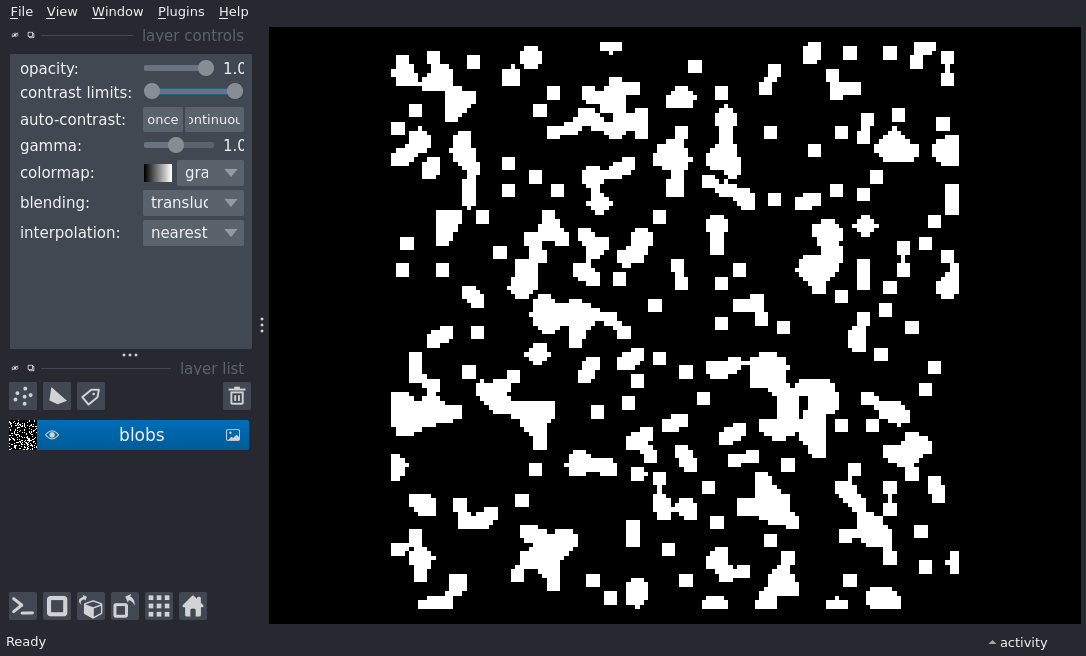 File View Window Plugins Help
layer controls
opacity: 1.0
contrast limits:
auto-contrast: once ontinuou
gamma: 1.0
colormap: gra
blending: transluc
interpolation: nearest
layer list
blobs
Ready
activity